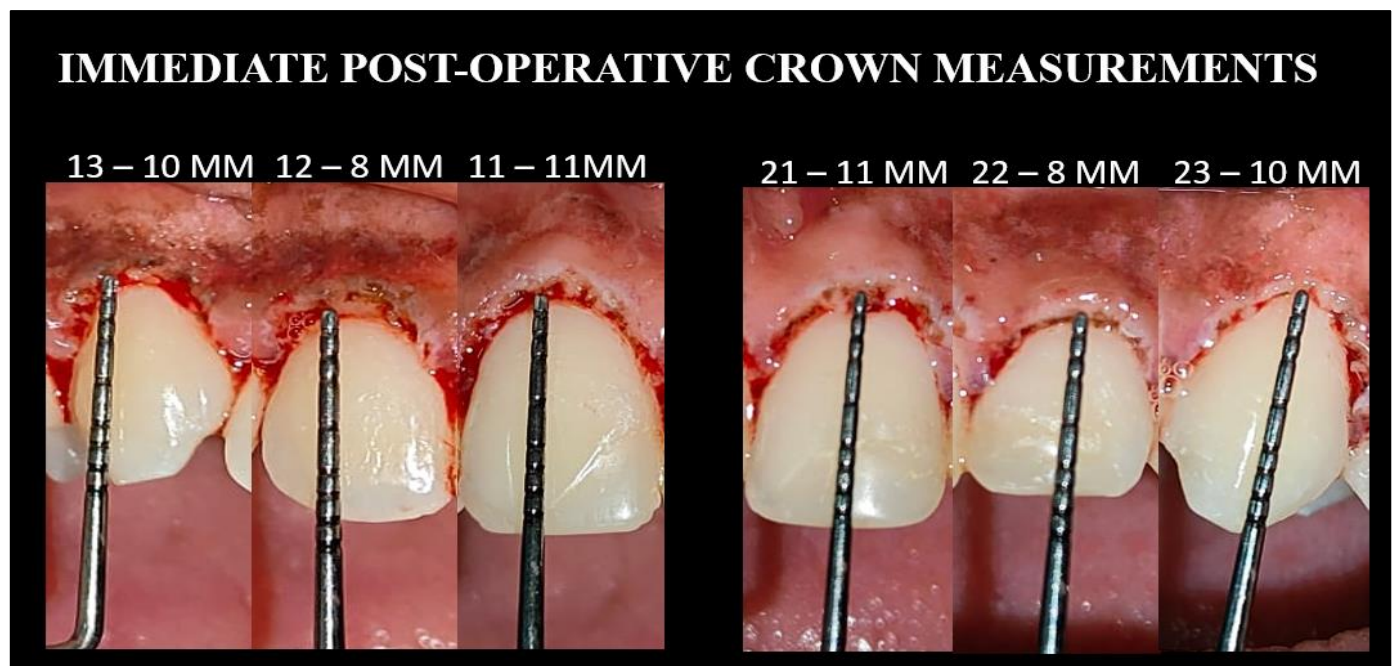 IMMEDIATE POST-OPERATIVE CROWN MEASUREMENTS
13 – 10 MM 12 – 8 MM 11 – 11MM 21 – 11 MM 22 – 8 MM 23 – 10 MM